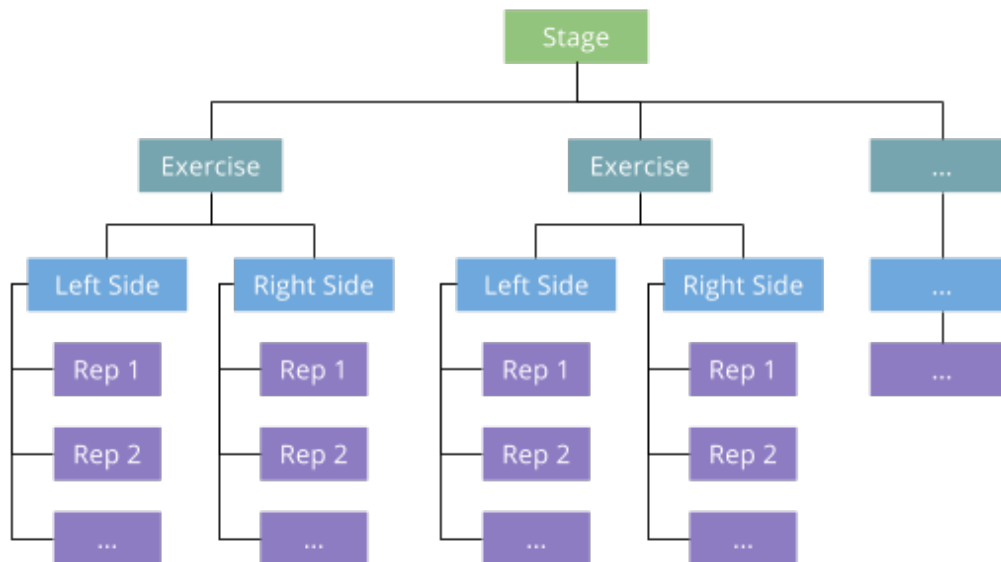 Stage
Exercise
Exercise
...
Left Side
Right Side
Left Side
Right Side
...
Rep 1
Rep 1
Rep 1
Rep 1
...
Rep 2
Rep 2
Rep 2
Rep 2
...
...
...
...